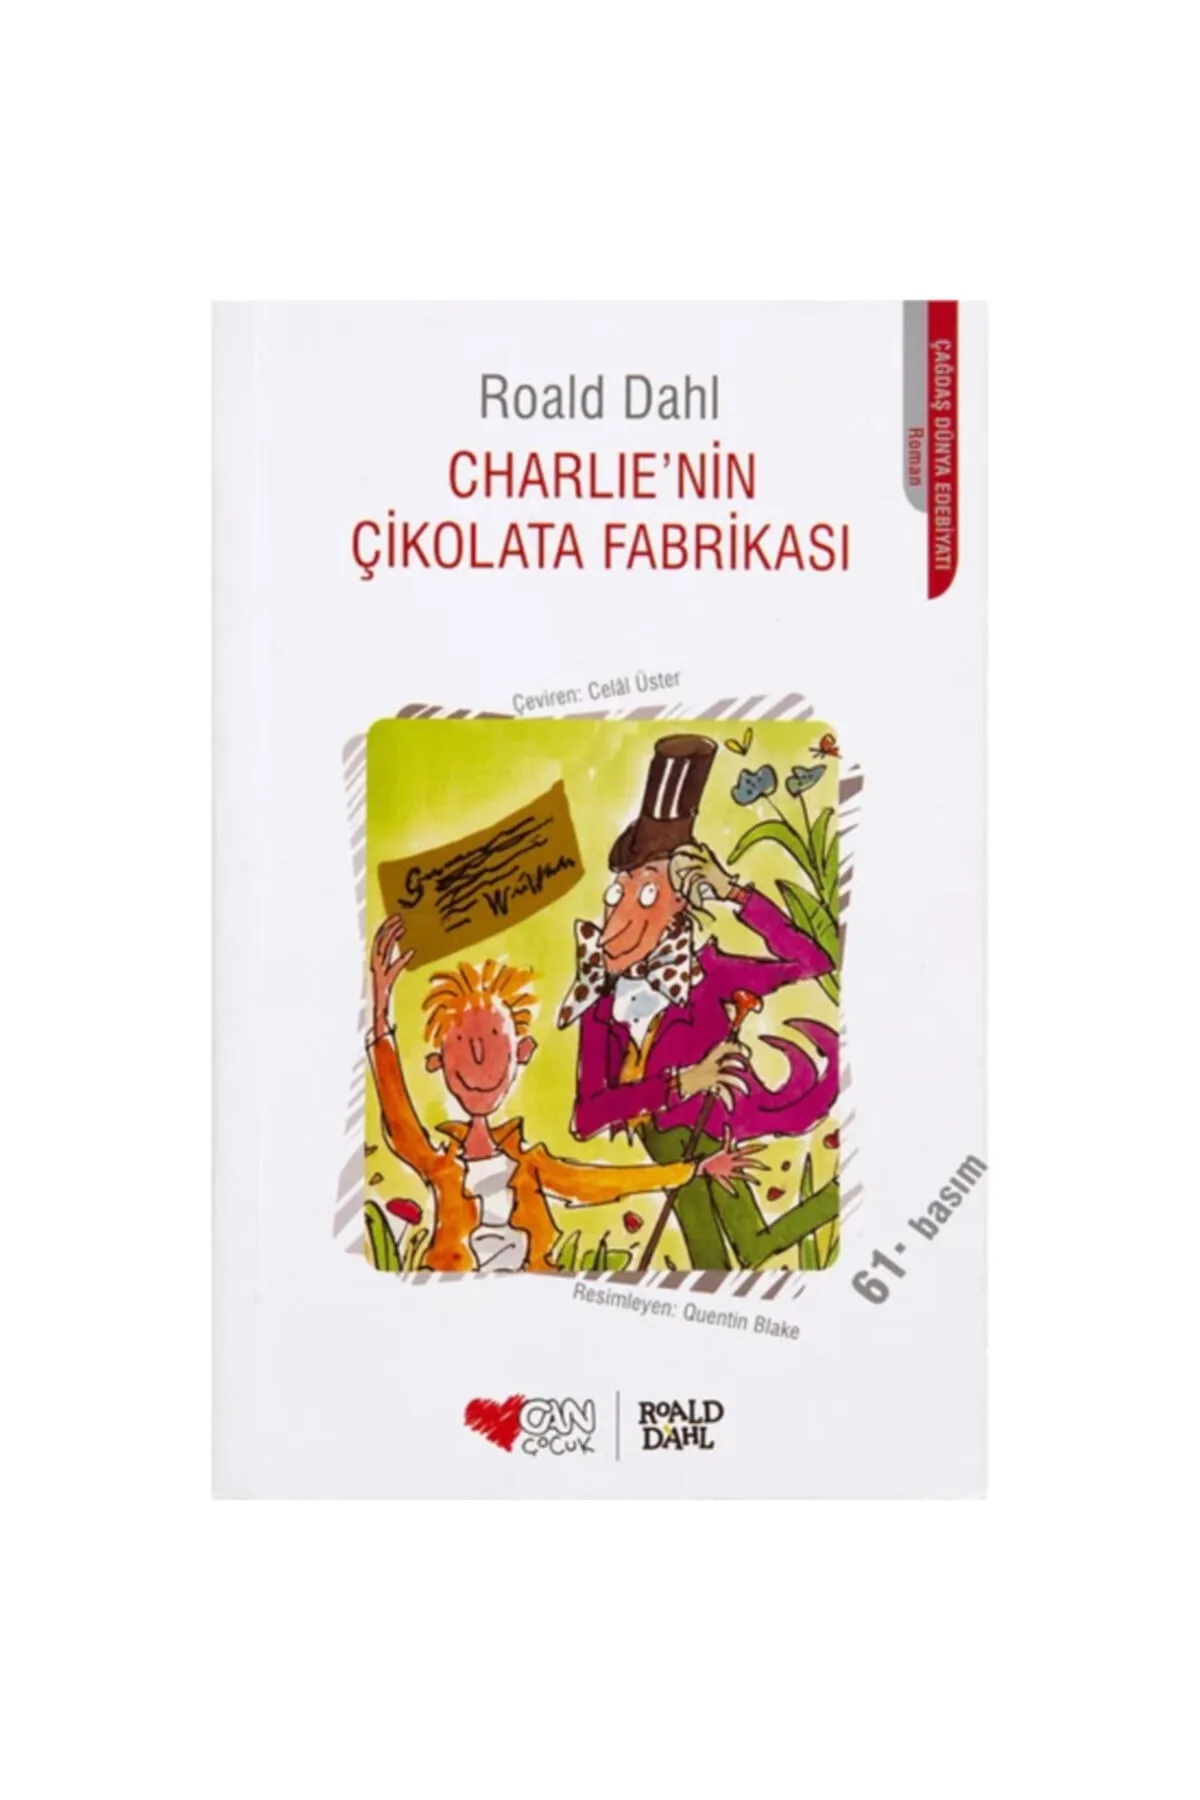 Roald Dahl
CHARLIE'NİN
ÇİKOLATA FABRİKASI
ÇAĞDAŞ DÜNYA EDEBİYATI
Roman
Çeviren: Celâl Üster
61. basım
Resimleyen: Quentin Blake
CAN
ÇOCUK
ROALD
DAHL